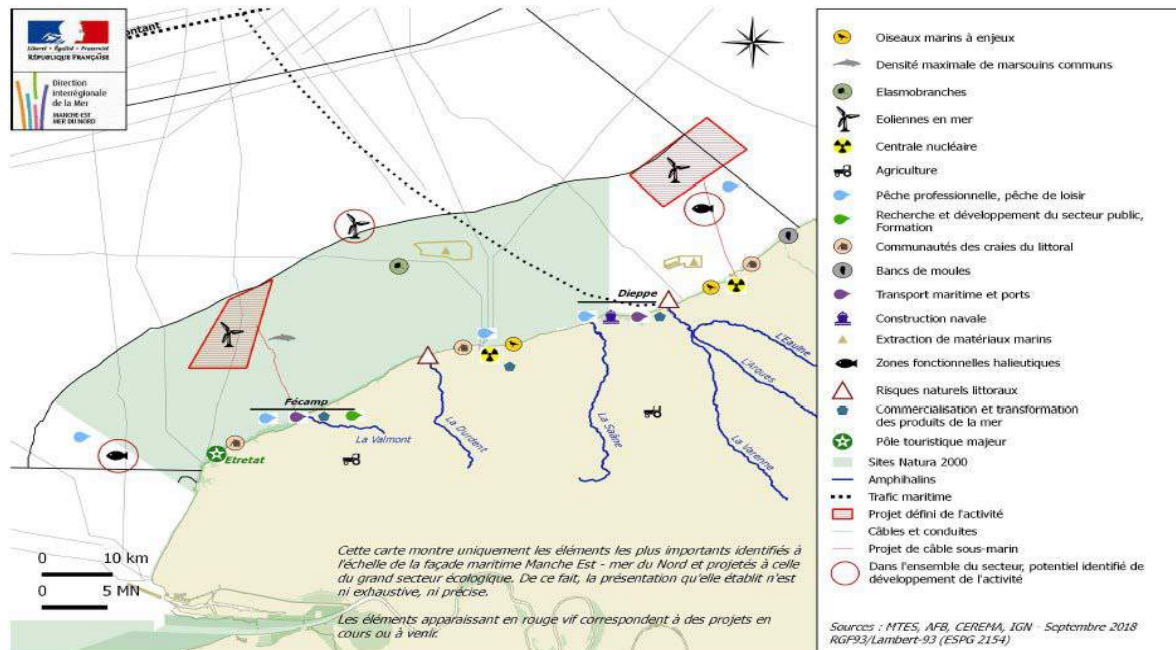 Liberté • Égalité • Fraternité
RÉPUBLIQUE FRANÇAISE
Direction
interrégionale
de la Mer
MANCHE EST
MER DU NORD
ontant
Dieppe
Fécamp
Etretat
La Valmont
La Durdent
La Saâne
La Varenne
L'Arques
L'Eaulne
0 10 km
0 5 MN
Cette carte montre uniquement les éléments les plus importants identifiés à
l'échelle de la façade maritime Manche Est - mer du Nord et projetés à celle
du grand secteur écologique. De ce fait, la présentation qu'elle établit n'est
ni exhaustive, ni précise.
Les éléments apparaissant en rouge vif correspondent à des projets en
cours ou à venir.
Oiseaux marins à enjeux
Densité maximale de marsouins communs
Elasmobranches
Eoliennes en mer
Centrale nucléaire
Agriculture
Pêche professionnelle, pêche de loisir
Recherche et développement du secteur public,
Formation
Communautés des craies du littoral
Bancs de moules
Transport maritime et ports
Construction navale
Extraction de matériaux marins
Zones fonctionnelles halieutiques
Risques naturels littoraux
Commercialisation et transformation
des produits de la mer
Pôle touristique majeur
Sites Natura 2000
Amphihalins
Trafic maritime
Projet défini de l'activité
Câbles et conduites
Projet de câble sous-marin
Dans l'ensemble du secteur, potentiel identifié de
développement de l'activité
Sources : MTES, AFB, CEREMA, IGN - Septembre 2018
RGF93/Lambert-93 (ESPG 2154)